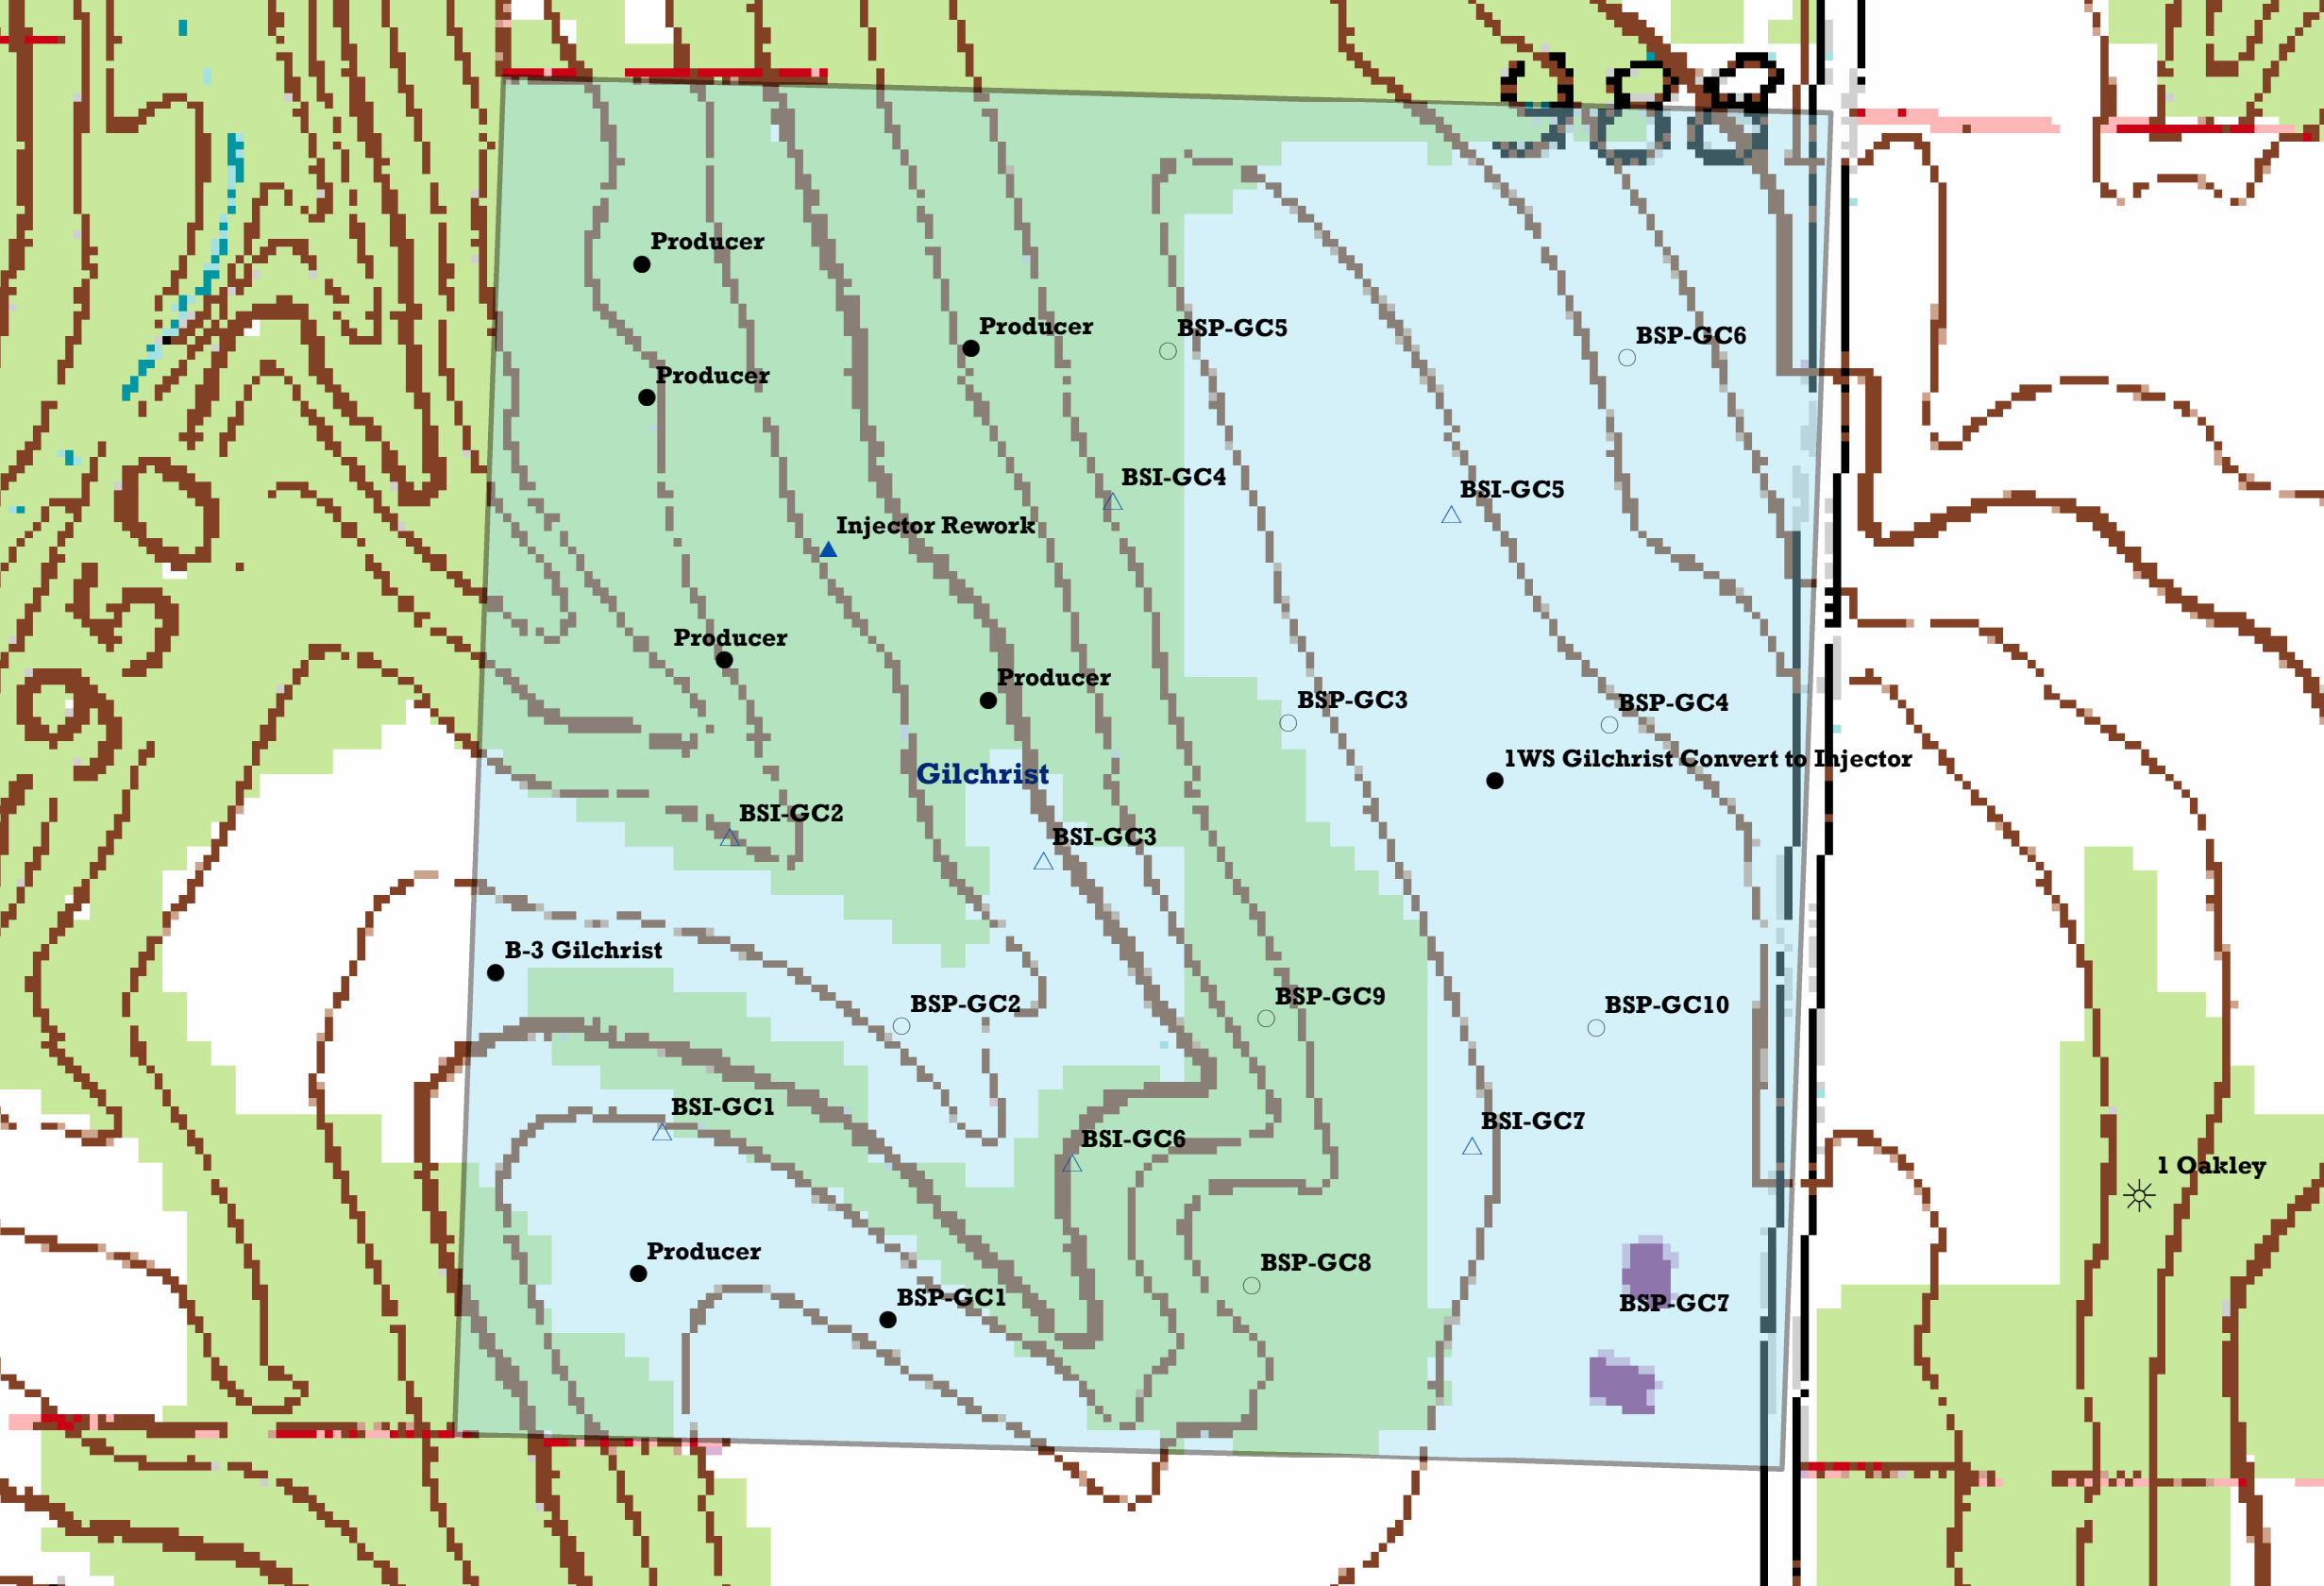 988
Producer
Producer
BSP-GC5
BSP-GC6
Producer
BSI-GC4
BSI-GC5
950
Injector Rework
Producer
Producer
BSP-GC3
BSP-GC4
1WS Gilchrist Convert to Injector
Gilchrist
BSI-GC2
BSI-GC3
B-3 Gilchrist
BSP-GC2
BSP-GC9
BSP-GC10
BSI-GC1
BSI-GC6
BSI-GC7
1 Oakley
Producer
BSP-GC8
BSP-GC1
BSP-GC7